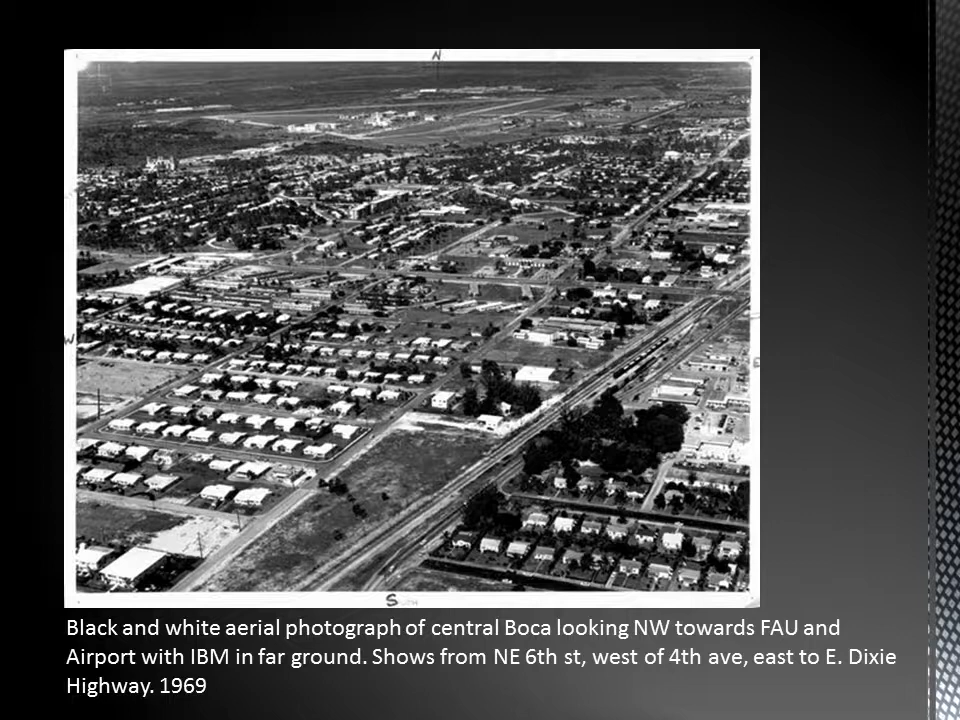 N
W
E
S
Black and white aerial photograph of central Boca looking NW towards FAU and
Airport with IBM in far ground. Shows from NE 6th st, west of 4th ave, east to E. Dixie
Highway. 1969